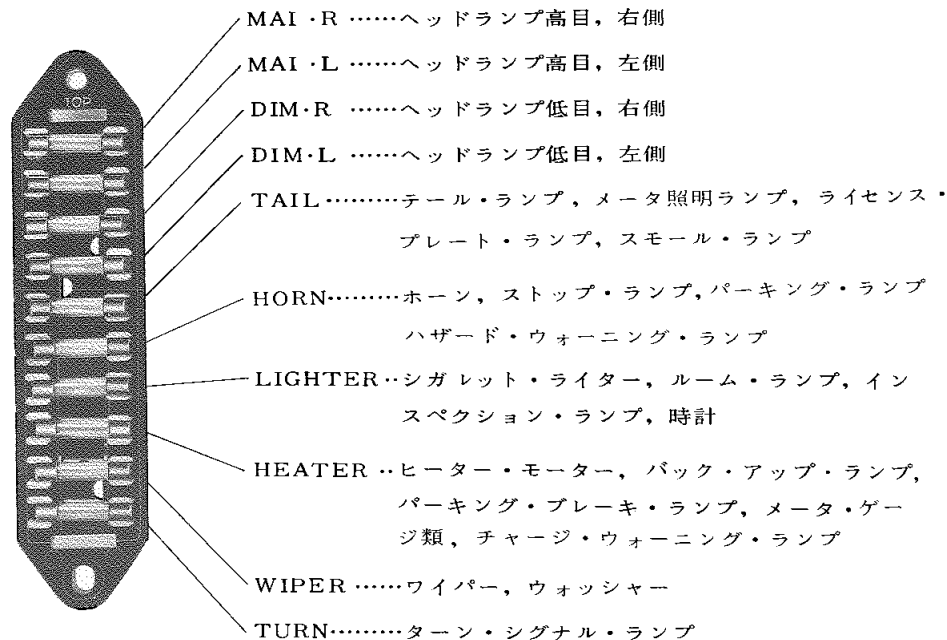 TOP
MAI・R ……ヘッドランプ高目，右側
MAI・L ……ヘッドランプ高目，左側
DIM・R ……ヘッドランプ低目，右側
DIM・L ……ヘッドランプ低目，左側
TAIL………テール・ランプ，メータ照明ランプ，ライセンス・
プレート・ランプ，スモール・ランプ
HORN………ホーン，ストップ・ランプ，パーキング・ランプ
ハザード・ウォーニング・ランプ
LIGHTER‥シガレット・ライター，ルーム・ランプ，イン
スペクション・ランプ，時計
HEATER‥ヒーター・モーター，バック・アップ・ランプ，
パーキング・ブレーキ・ランプ，メータ・ゲー
ジ類，チャージ・ウォーニング・ランプ
WIPER ……ワイパー，ウォッシャー
TURN………ターン・シグナル・ランプ